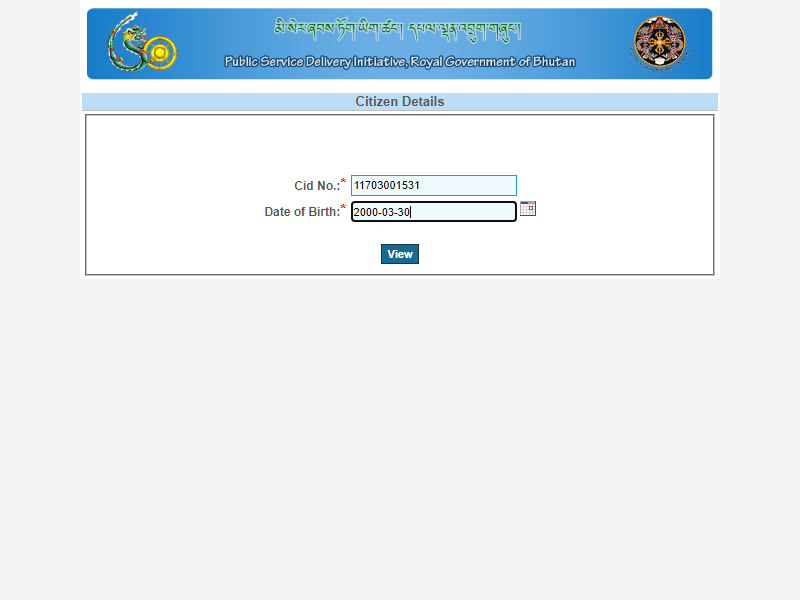 མི་སེར་ཞབས་ཏོག་ཡིག་ཚང། དཔལ་ལྡན་འབྲུག་གཞུང།
Public Service Delivery Initiative, Royal Government of Bhutan
Citizen Details
Cid No.:* 11703001531
Date of Birth:* 2000-03-30
View